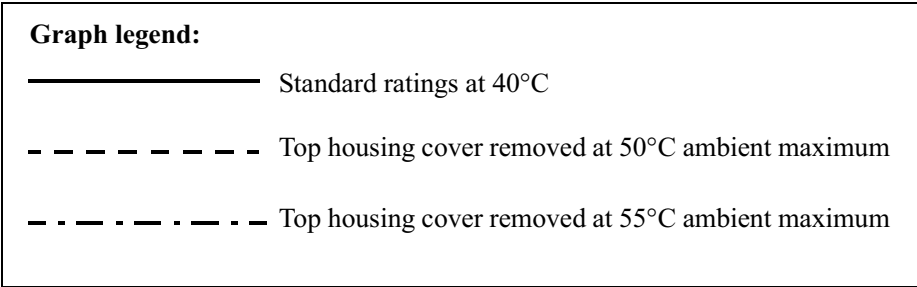 Graph legend:
Standard ratings at 40°C
Top housing cover removed at 50°C ambient maximum
Top housing cover removed at 55°C ambient maximum